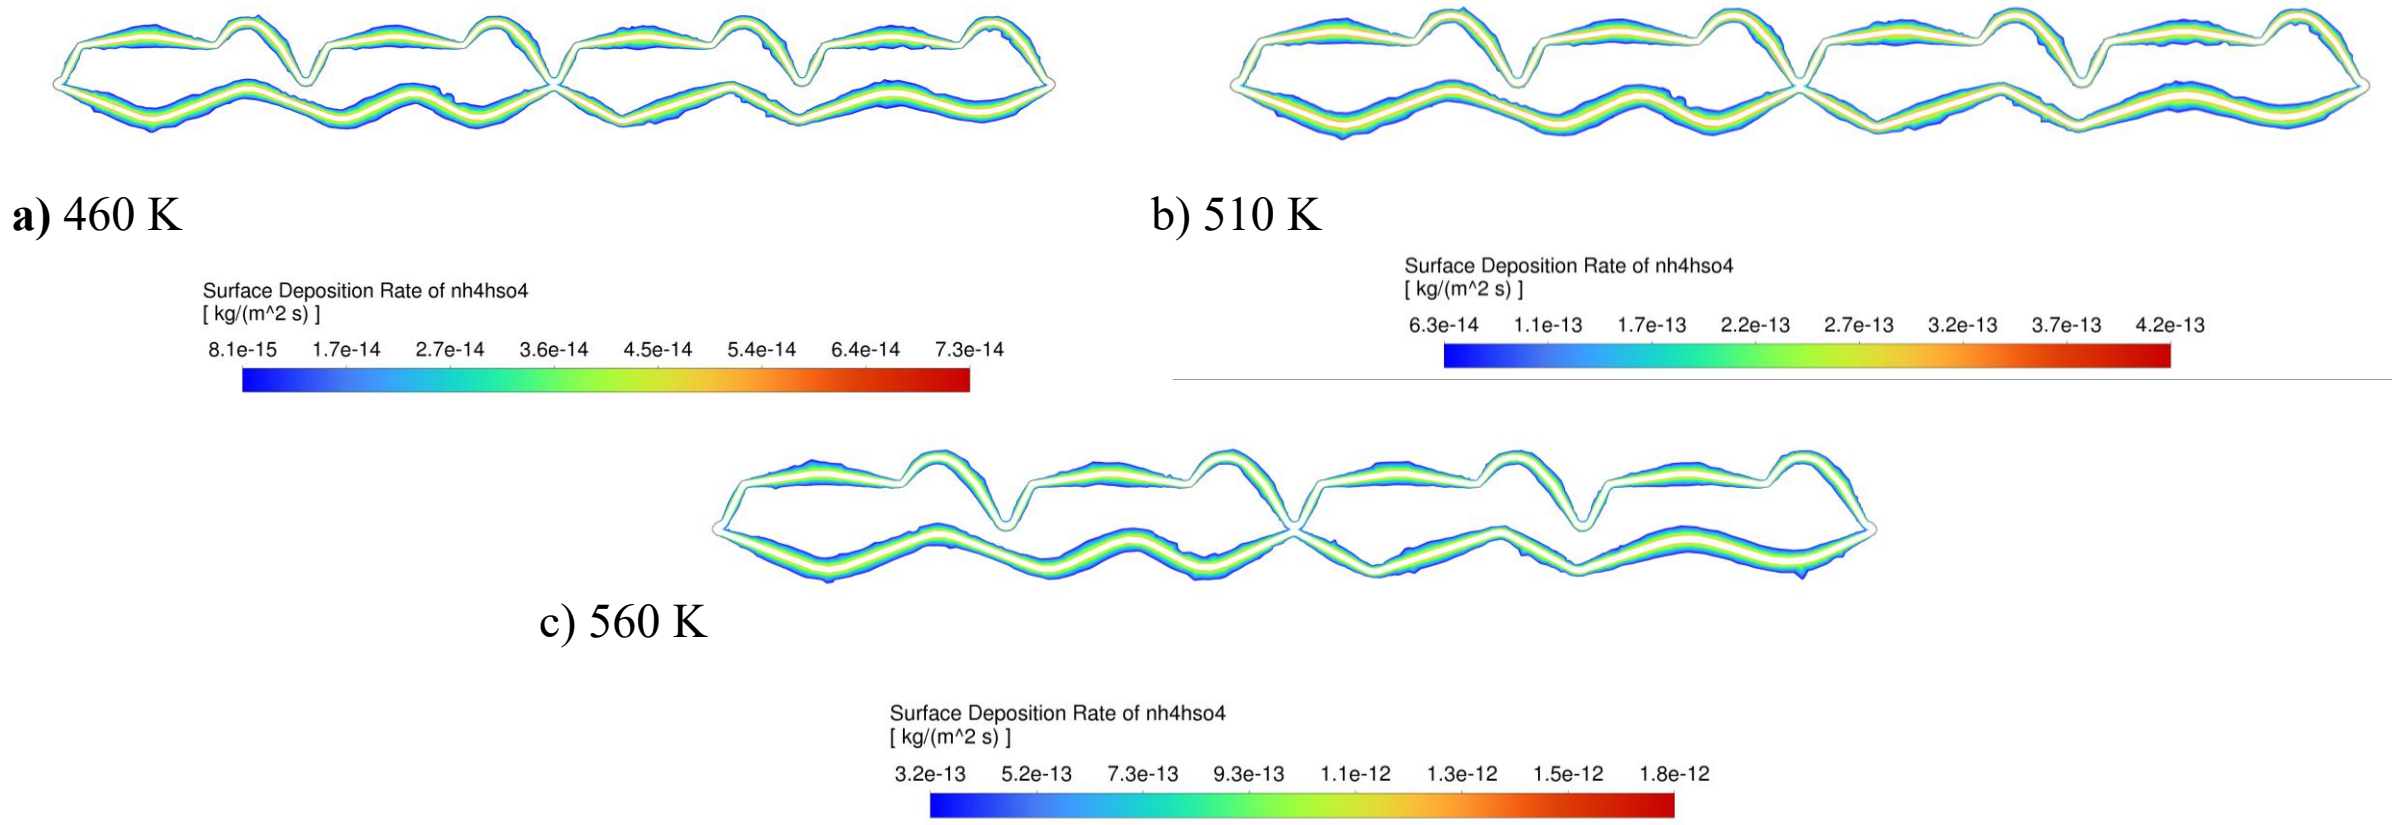 a) 460 K
b) 510 K
Surface Deposition Rate of nh4hso4
[ kg/(m^2 s) ]
8.1e-15 1.7e-14 2.7e-14 3.6e-14 4.5e-14 5.4e-14 6.4e-14 7.3e-14
Surface Deposition Rate of nh4hso4
[ kg/(m^2 s) ]
6.3e-14 1.1e-13 1.7e-13 2.2e-13 2.7e-13 3.2e-13 3.7e-13 4.2e-13
c) 560 K
Surface Deposition Rate of nh4hso4
[ kg/(m^2 s) ]
3.2e-13 5.2e-13 7.3e-13 9.3e-13 1.1e-12 1.3e-12 1.5e-12 1.8e-12